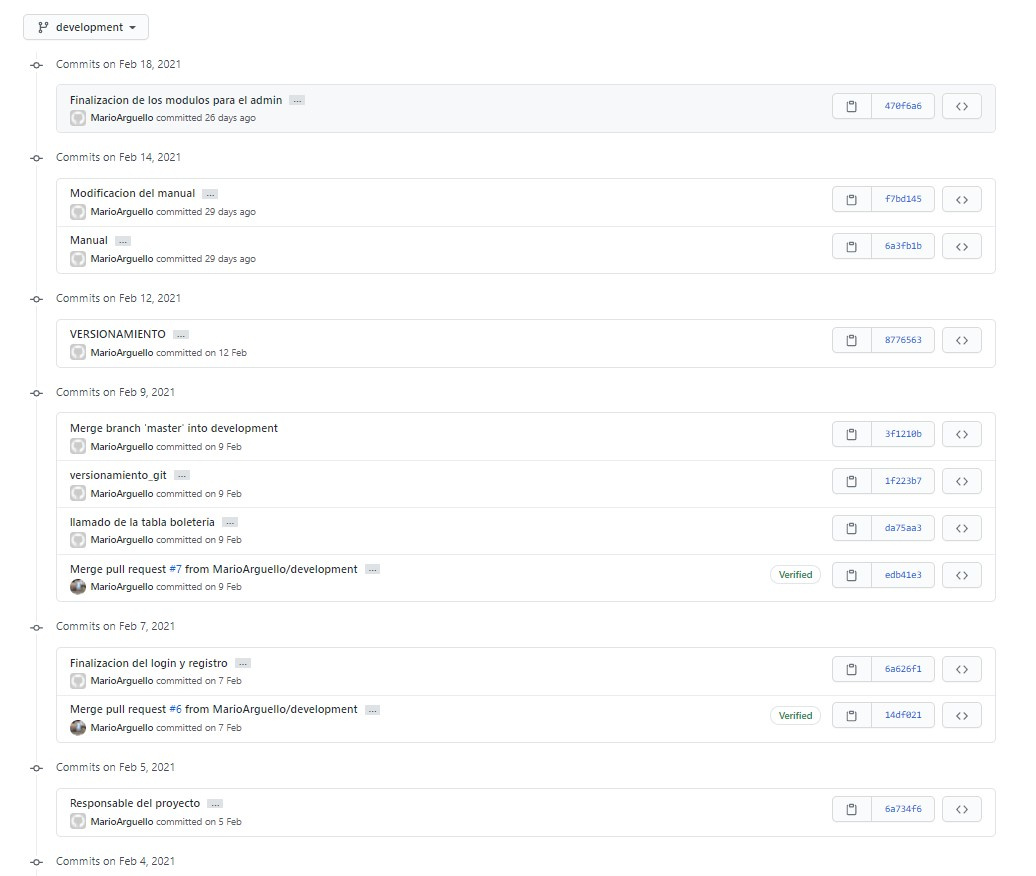 development
Commits on Feb 18, 2021
Finalizacion de los modulos para el admin ...
MarioArguello committed 26 days ago
470f6a6
Commits on Feb 14, 2021
Modificacion del manual ...
MarioArguello committed 29 days ago
f7bd145
Manual ...
MarioArguello committed 29 days ago
6a3fb1b
Commits on Feb 12, 2021
VERSIONAMIENTO ...
MarioArguello committed on 12 Feb
8776563
Commits on Feb 9, 2021
Merge branch 'master' into development
MarioArguello committed on 9 Feb
3f1210b
versionamiento_git ...
MarioArguello committed on 9 Feb
1f223b7
llamado de la tabla boletería ...
MarioArguello committed on 9 Feb
da75aa3
Merge pull request #7 from MarioArguello/development ...
MarioArguello committed on 9 Feb
Verified
edb41e3
Commits on Feb 7, 2021
Finalizacion del login y registro ...
MarioArguello committed on 7 Feb
6a626f1
Merge pull request #6 from MarioArguello/development ...
MarioArguello committed on 7 Feb
Verified
14df021
Commits on Feb 5, 2021
Responsable del proyecto ...
MarioArguello committed on 5 Feb
6a734f6
Commits on Feb 4, 2021